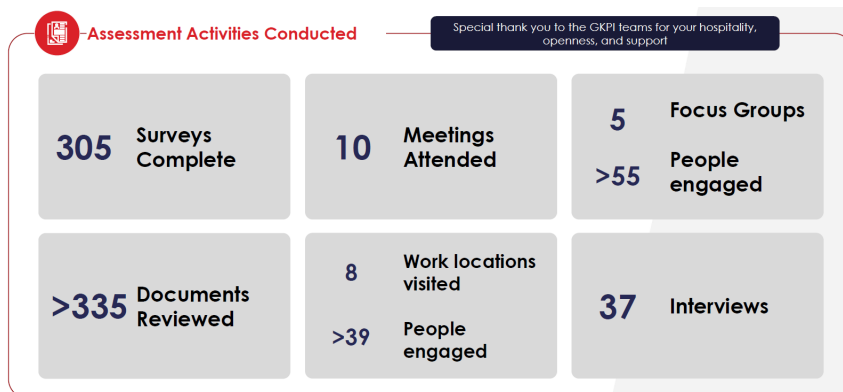 Assessment Activities Conducted
Special thank you to the GKPI teams for your hospitality,
openness, and support
305 Surveys
Complete
10 Meetings
Attended
5 Focus Groups
>55 People
engaged
>335 Documents
Reviewed
8 Work locations
visited
>39 People
engaged
37 Interviews